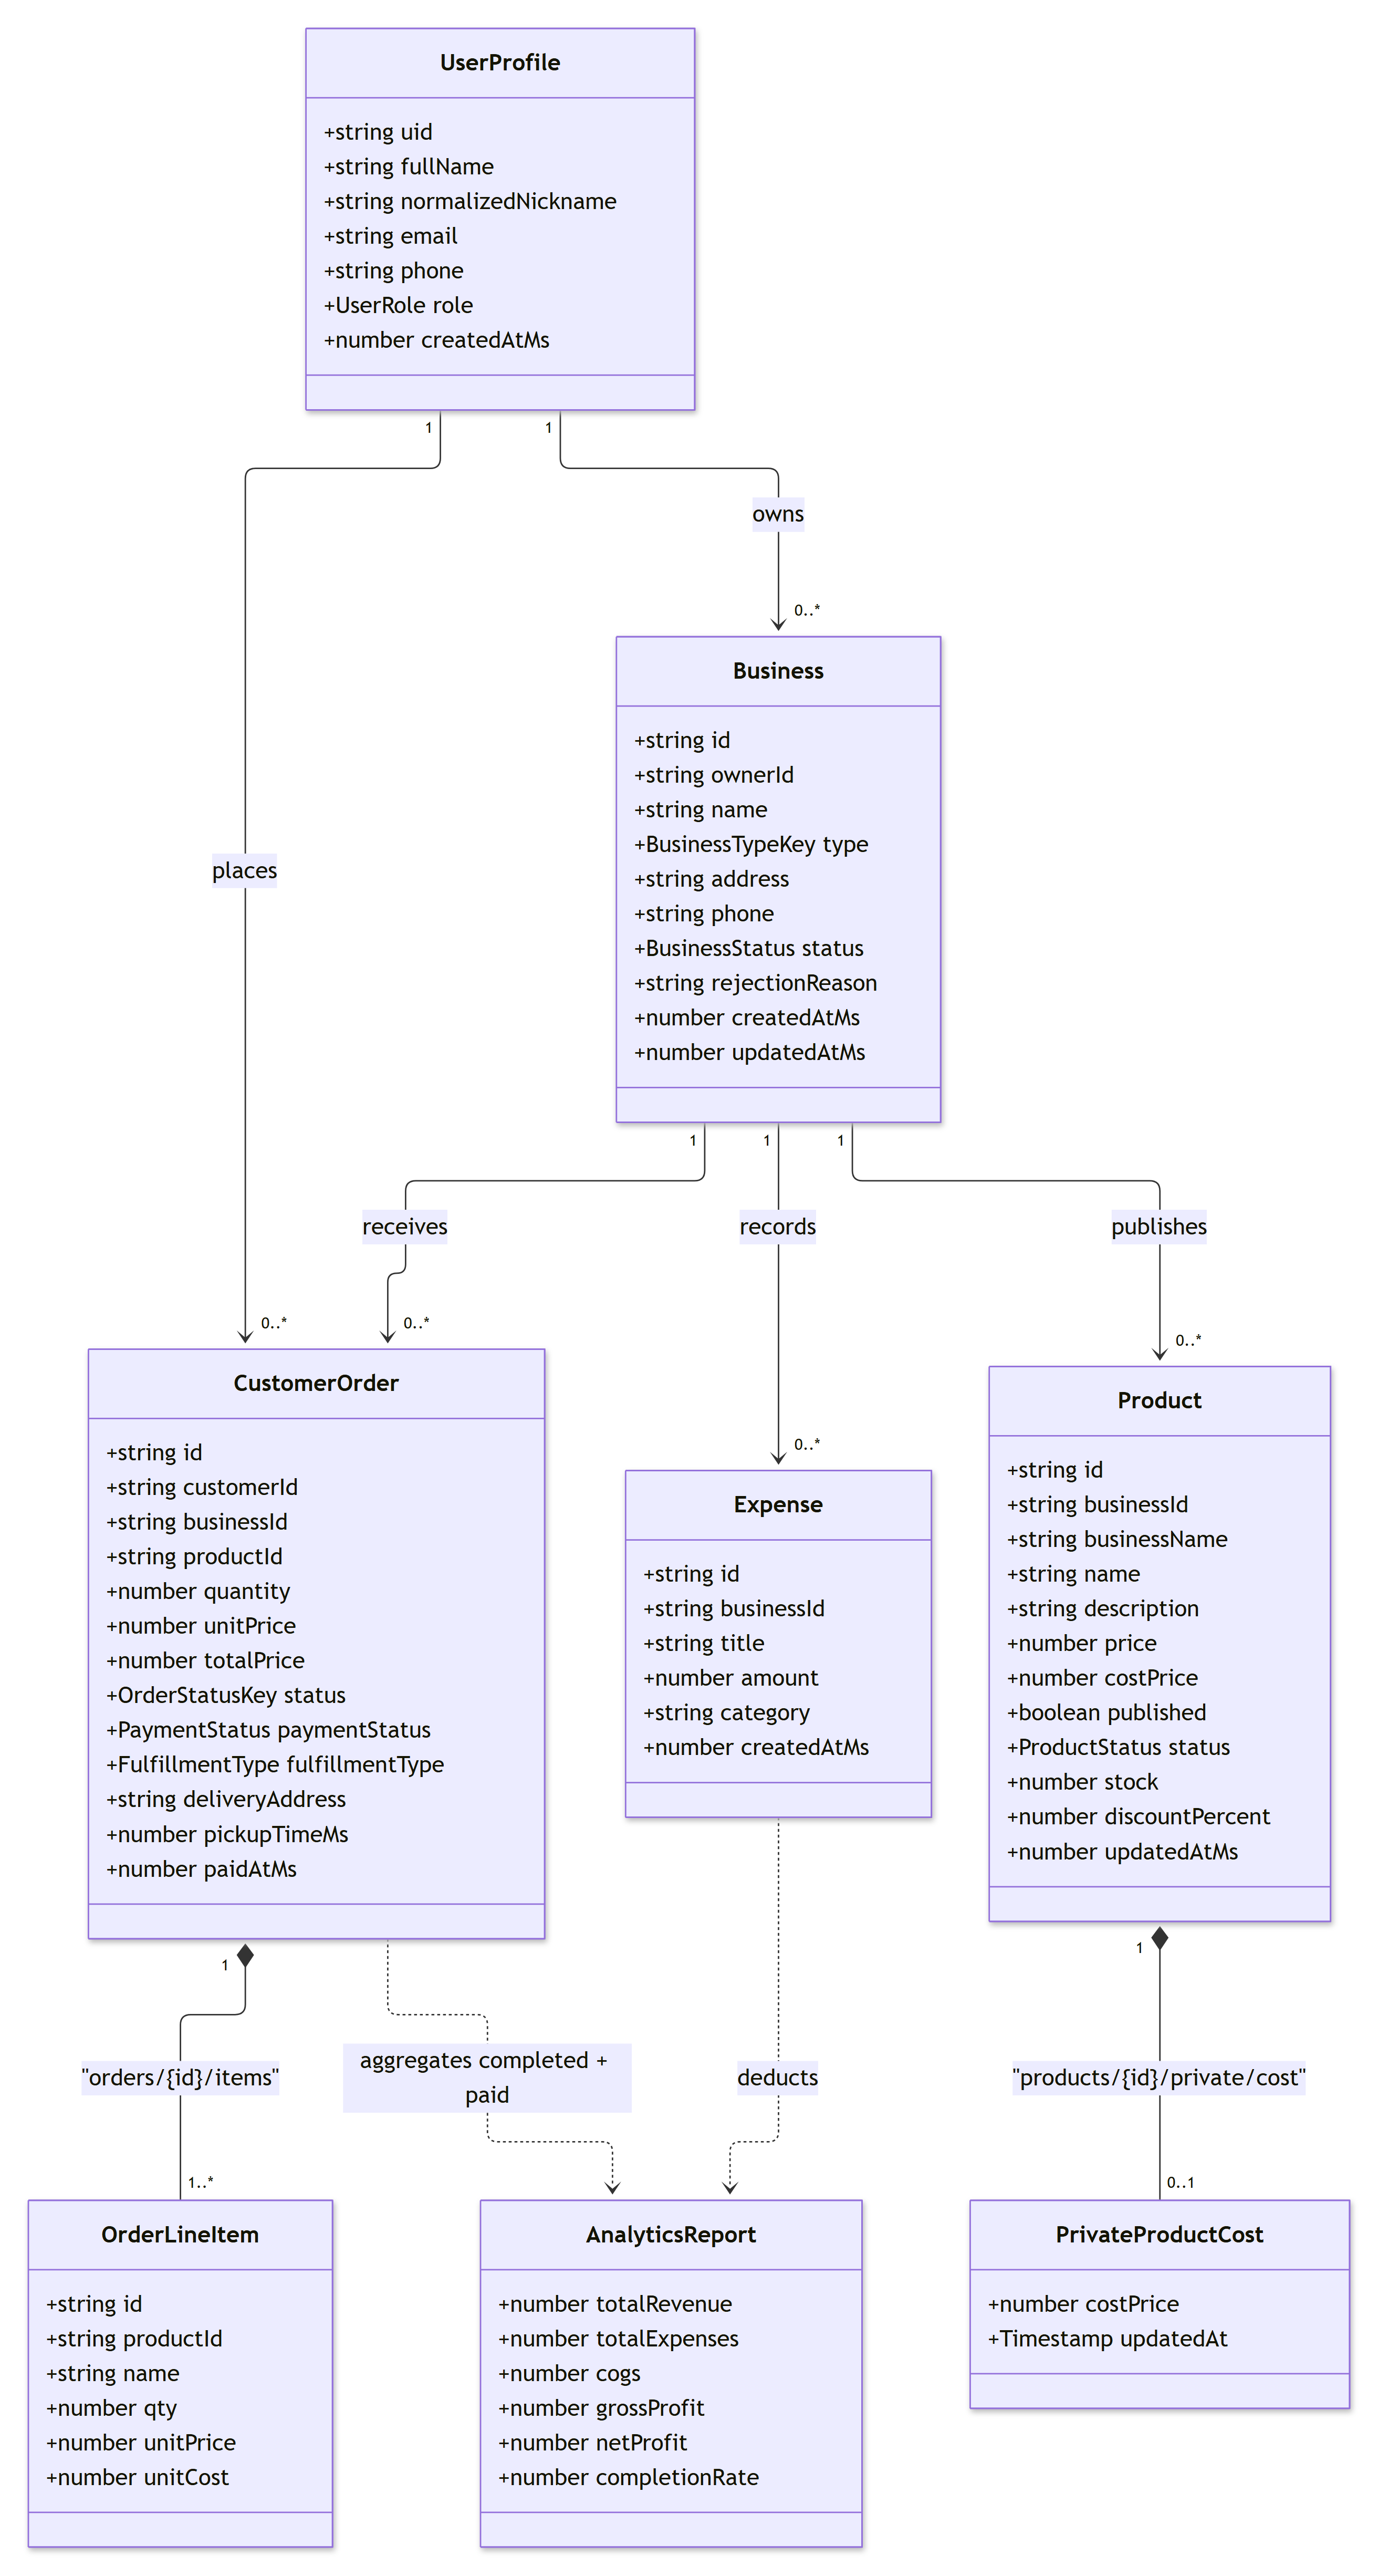 UserProfile
+string uid
+string fullName
+string normalizedNickname
+string email
+string phone
+UserRole role
+number createdAtMs
1
1
owns
0..*
Business
+string id
+string ownerId
+string name
+BusinessTypeKey type
+string address
+string phone
+BusinessStatus status
+string rejectionReason
+number createdAtMs
+number updatedAtMs
places
1
1
1
receives
records
publishes
0..*
0..*
0..*
0..*
CustomerOrder
+string id
+string customerId
+string businessId
+string productId
+number quantity
+number unitPrice
+number totalPrice
+OrderStatusKey status
+PaymentStatus paymentStatus
+FulfillmentType fulfillmentType
+string deliveryAddress
+number pickupTimeMs
+number paidAtMs
Expense
+string id
+string businessId
+string title
+number amount
+string category
+number createdAtMs
Product
+string id
+string businessId
+string businessName
+string name
+string description
+number price
+number costPrice
+boolean published
+ProductStatus status
+number stock
+number discountPercent
+number updatedAtMs
1
1
"orders/{id}/items"
aggregates completed +
paid
deducts
"products/{id}/private/cost"
1..*
0..1
OrderLineItem
+string id
+string productId
+string name
+number qty
+number unitPrice
+number unitCost
AnalyticsReport
+number totalRevenue
+number totalExpenses
+number cogs
+number grossProfit
+number netProfit
+number completionRate
PrivateProductCost
+number costPrice
+Timestamp updatedAt